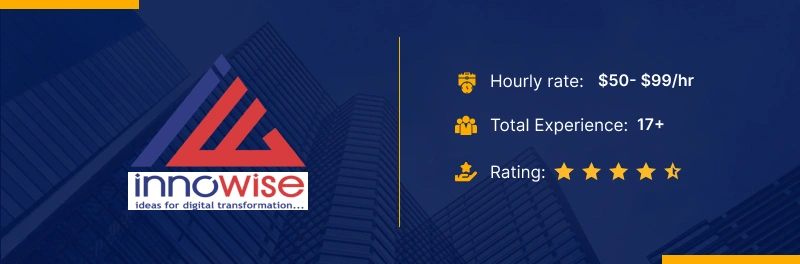 innowise
ideas for digital transformation...
Hourly rate: $50- $99/hr
Total Experience: 17+
Rating: